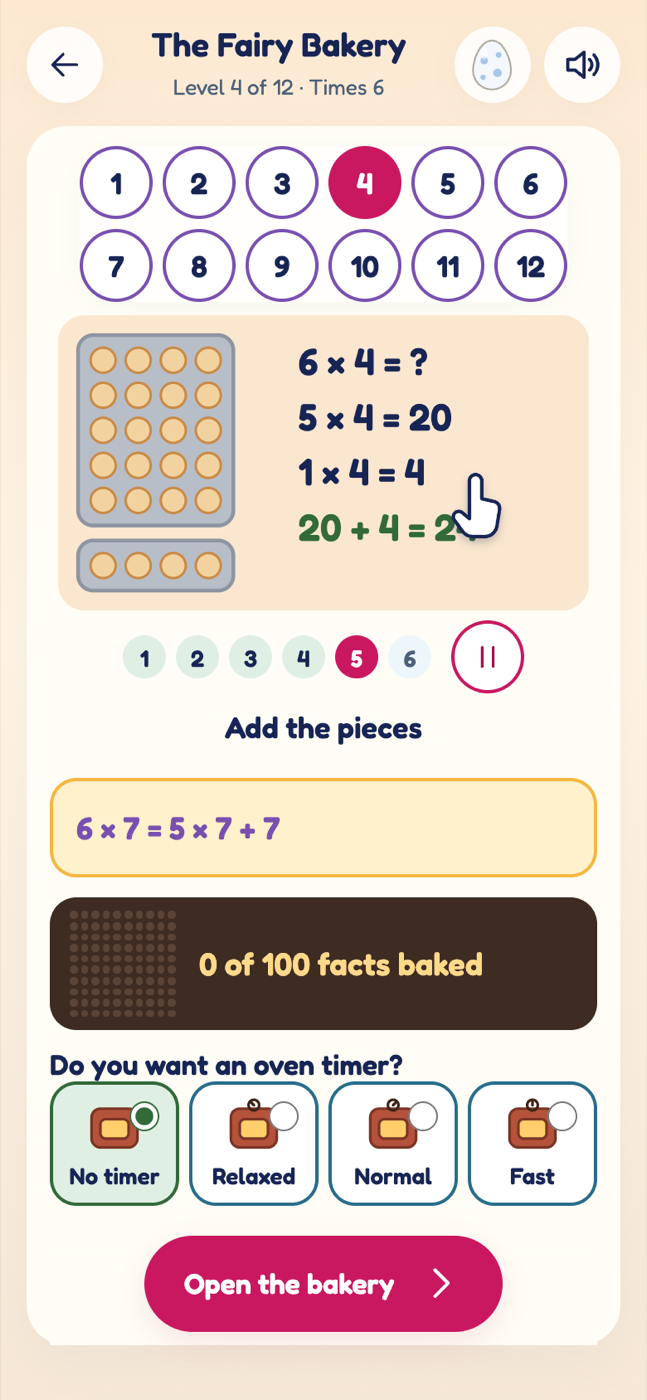 The Fairy Bakery
Level 4 of 12 · Times 6
1 2 3 4 5 6
7 8 9 10 11 12
6 × 4 = ?
5 × 4 = 20
1 × 4 = 4
20 + 4 = 24
1 2 3 4 5 6
Add the pieces
6 × 7 = 5 × 7 + 7
0 of 100 facts baked
Do you want an oven timer?
No timer Relaxed Normal Fast
Open the bakery